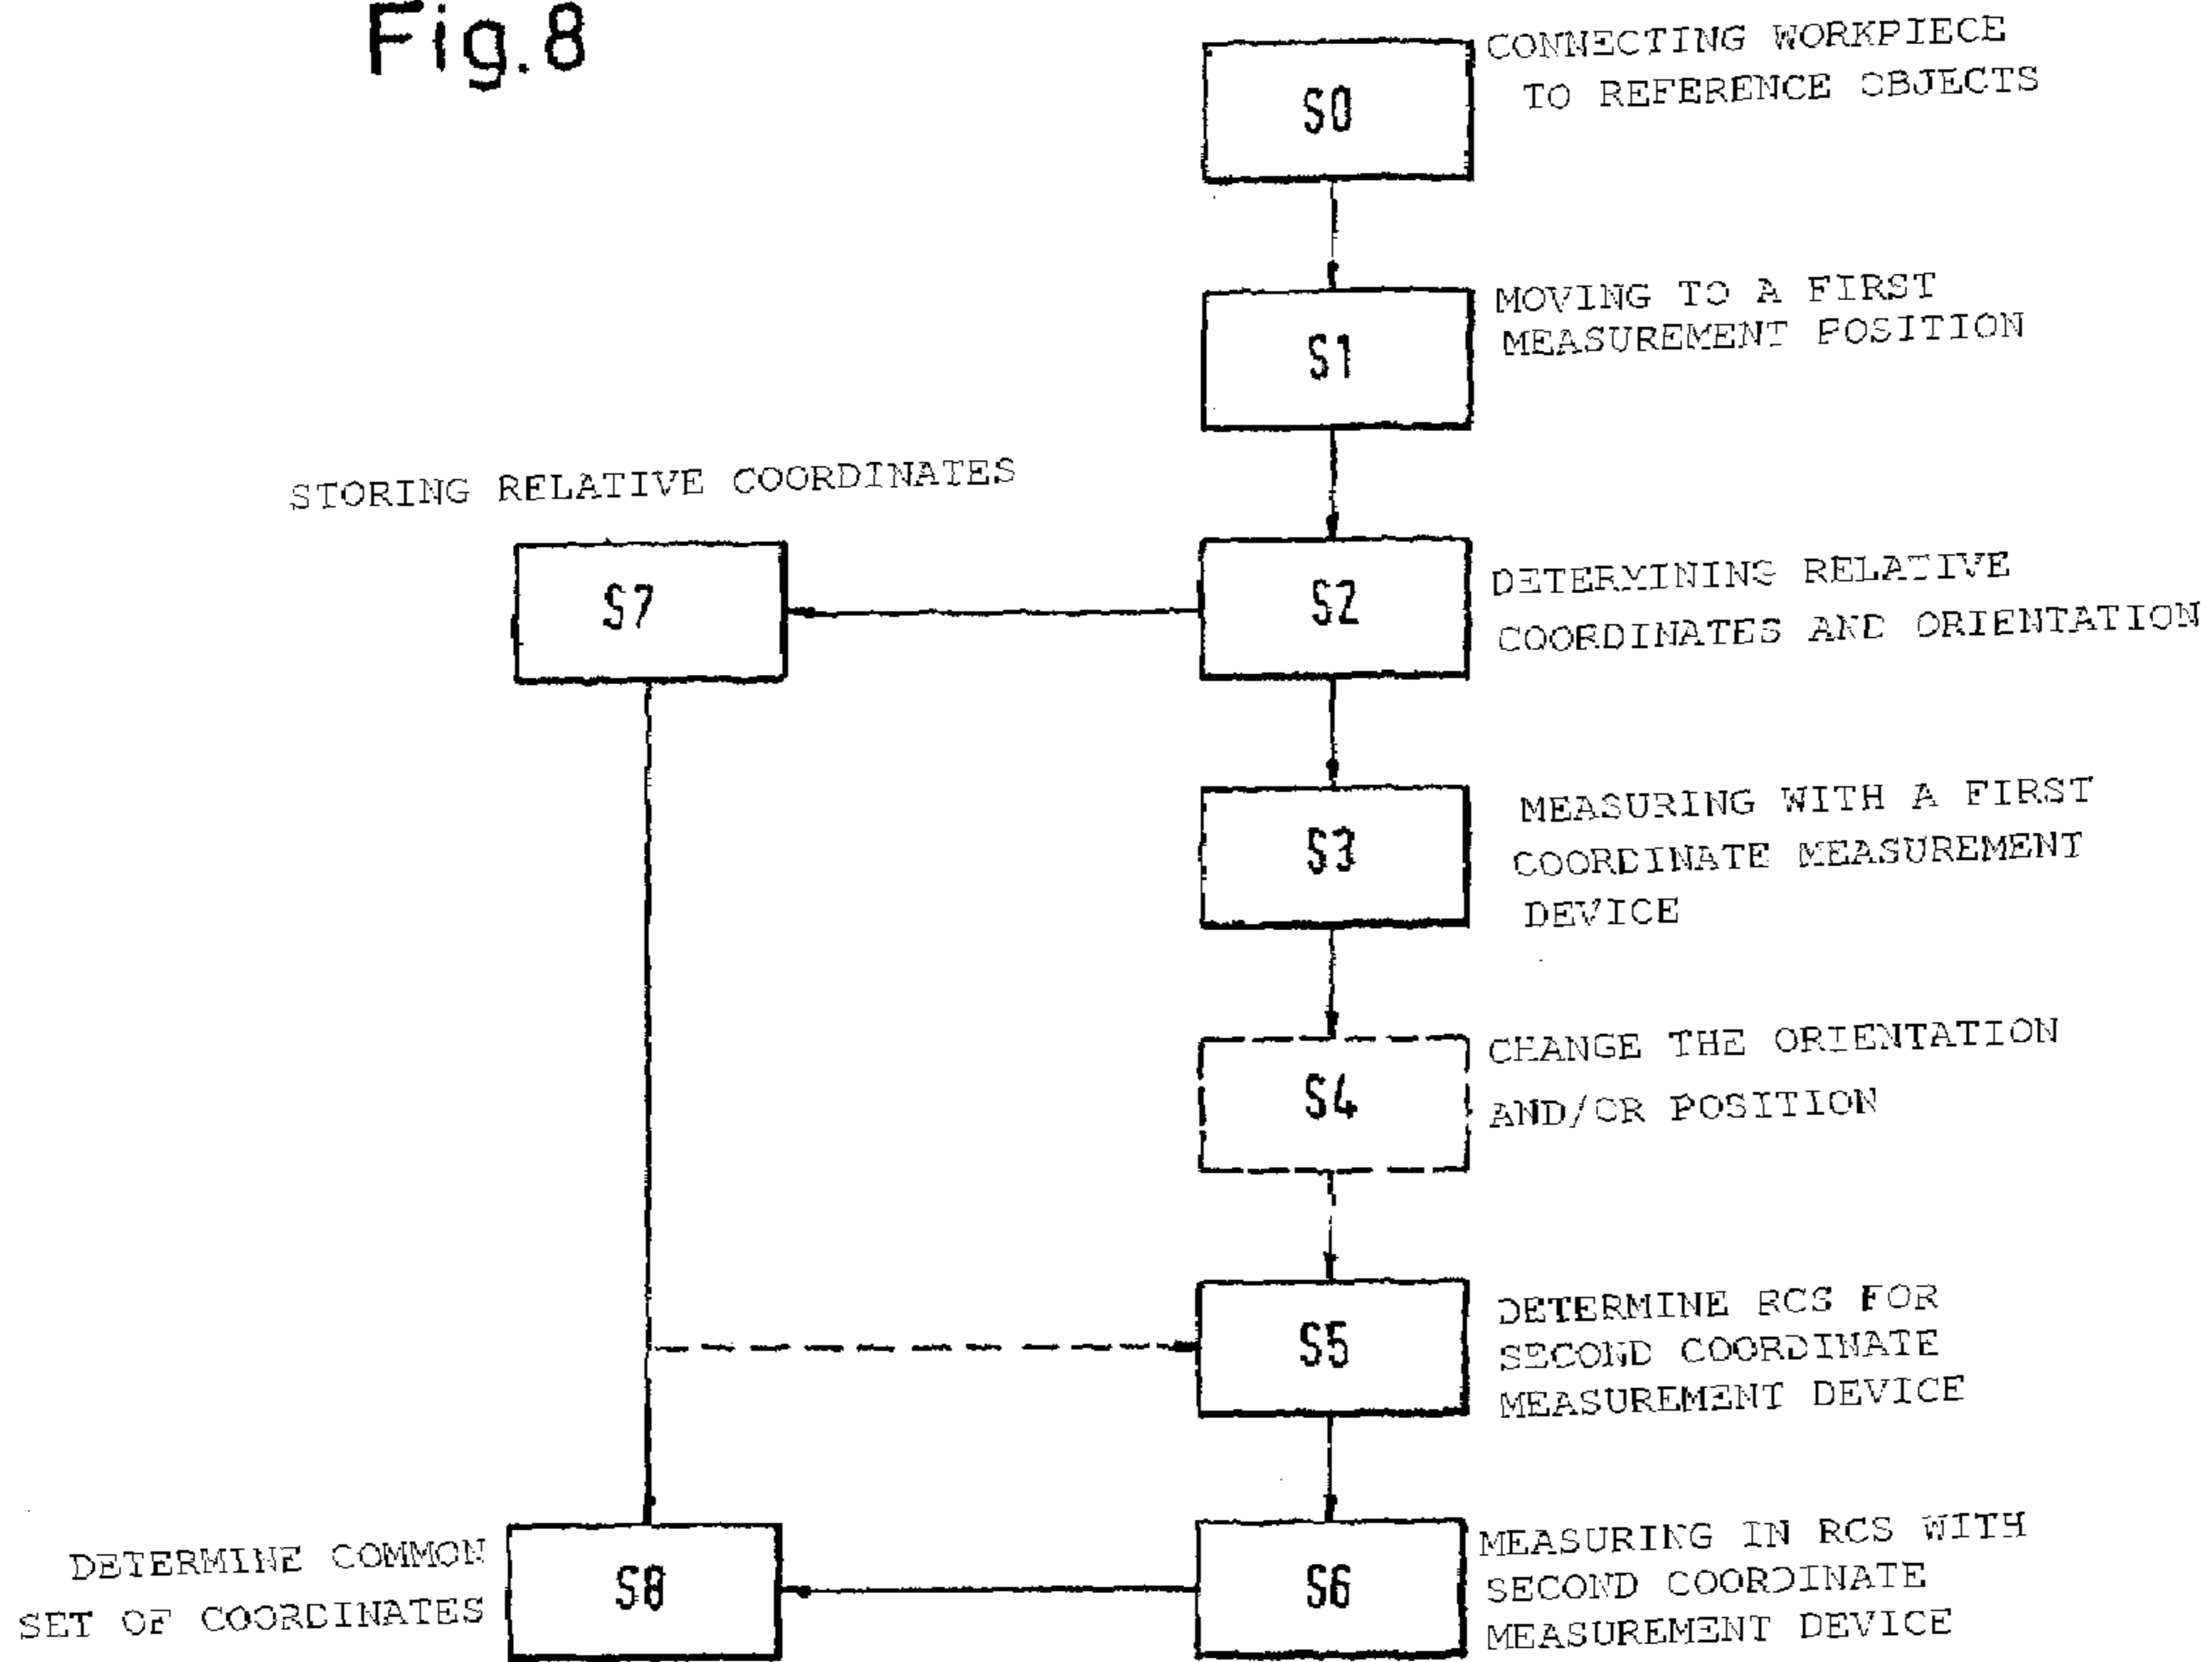 Fig.8
S0
CONNECTING WORKPIECE
TO REFERENCE OBJECTS
S1
MOVING TO A FIRST
MEASUREMENT POSITION
STORING RELATIVE COORDINATES
S7
S2
DETERMINING RELATIVE
COORDINATES AND ORIENTATION
S3
MEASURING WITH A FIRST
COORDINATE MEASUREMENT
DEVICE
S4
CHANGE THE ORIENTATION
AND/OR POSITION
S5
DETERMINE RCS FOR
SECOND COORDINATE
MEASUREMENT DEVICE
DETERMINE COMMON
SET OF COORDINATES
S8
S6
MEASURING IN RCS WITH
SECOND COORDINATE
MEASUREMENT DEVICE